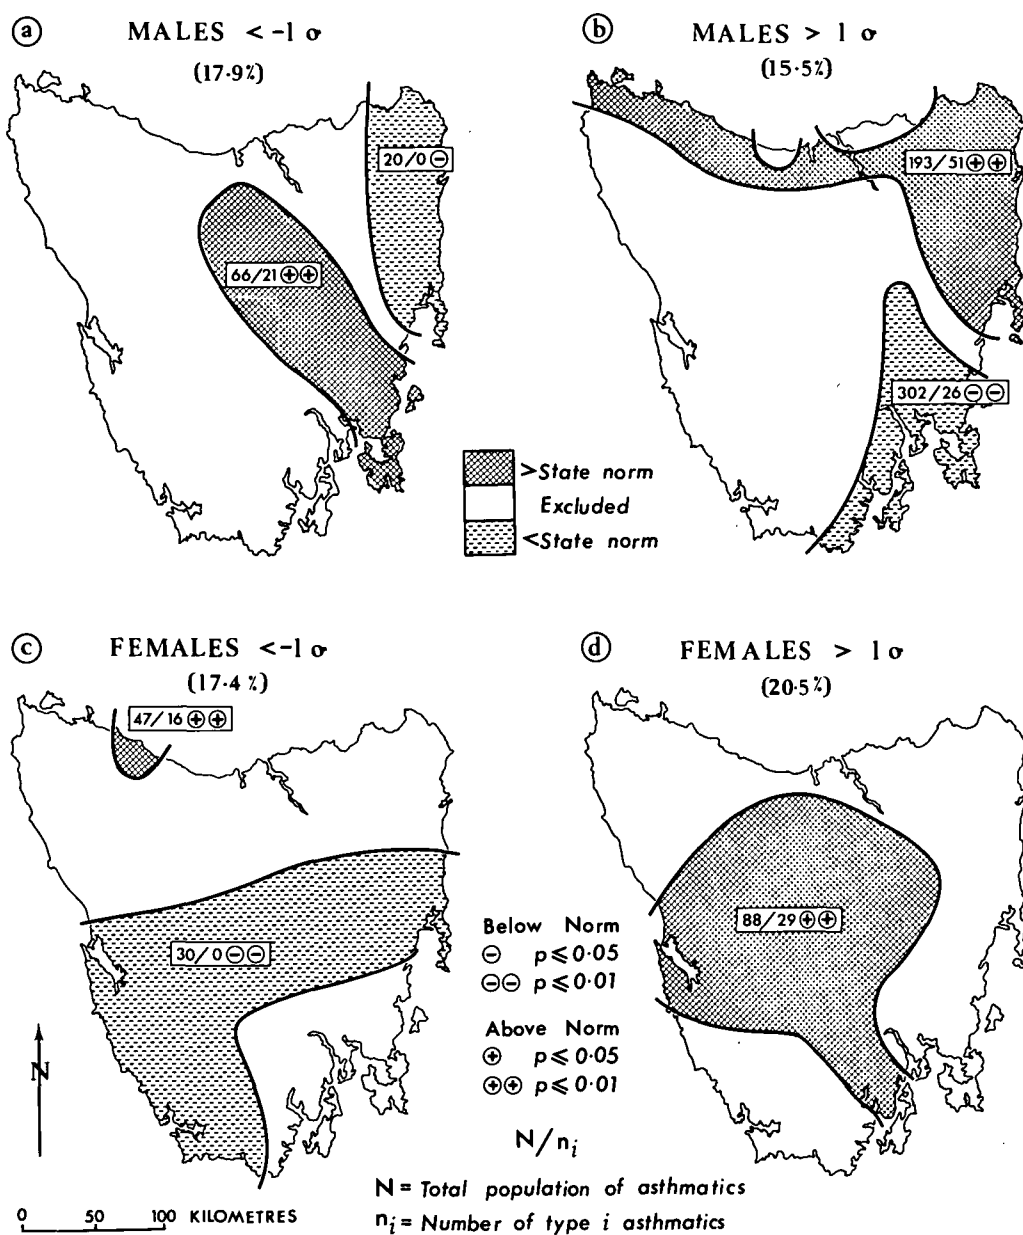 ⓐ MALES < -1 σ
(17·9%)
20/0 ⊖
66/21 ⊕⊕
ⓑ MALES > 1 σ
(15·5%)
193/51 ⊕⊕
302/26 ⊖⊖
>State norm
Excluded
<State norm
ⓒ FEMALES <-1 σ
(17·4%)
47/16 ⊕⊕
30/0 ⊖⊖
ⓓ FEMALES > 1 σ
(20·5%)
88/29 ⊕⊕
Below Norm
⊖ p⩽0·05
⊖⊖ p⩽0·01
Above Norm
⊕ p⩽0·05
⊕⊕ p⩽0·01
N
N/nᵢ
N = Total population of asthmatics
nᵢ = Number of type i asthmatics
0 50 100 KILOMETRES